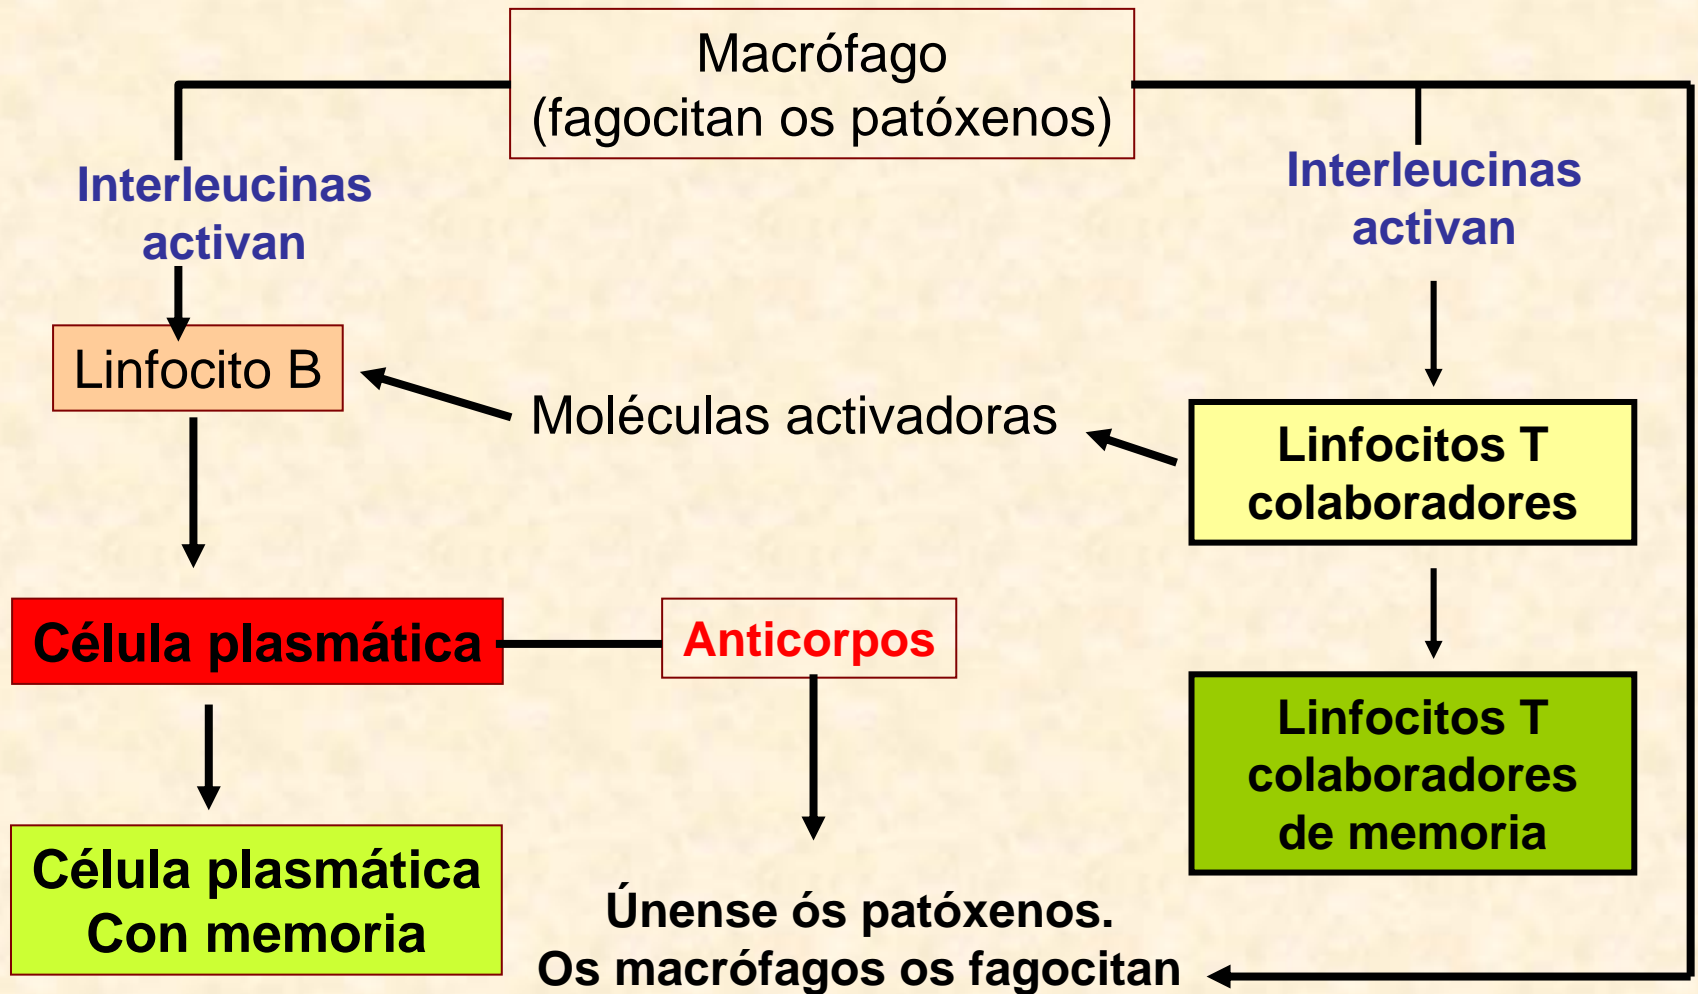 Macrófago
(fagocitan os patóxenos)
Interleucinas
activan
Interleucinas
activan
Linfocito B
Moléculas activadoras
Linfocitos T
colaboradores
Célula plasmática
Anticorpos
Linfocitos T
colaboradores
de memoria
Célula plasmática
Con memoria
Únense ós patóxenos.
Os macrófagos os fagocitan